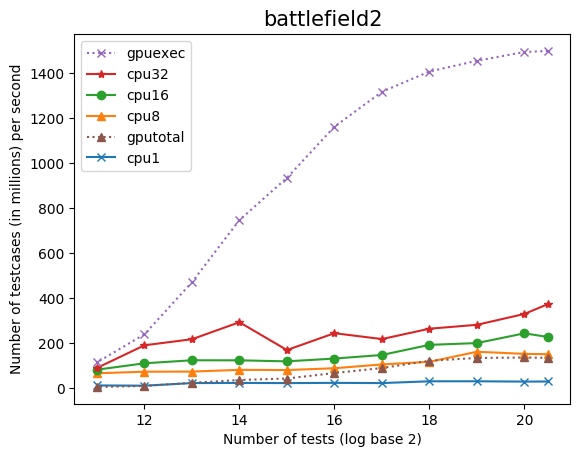 battlefield2
gpuexec
cpu32
cpu16
cpu8
gputotal
cpu1
Number of testcases (in millions) per second
1400
1200
1000
800
600
400
200
0
12
14
16
18
20
Number of tests (log base 2)